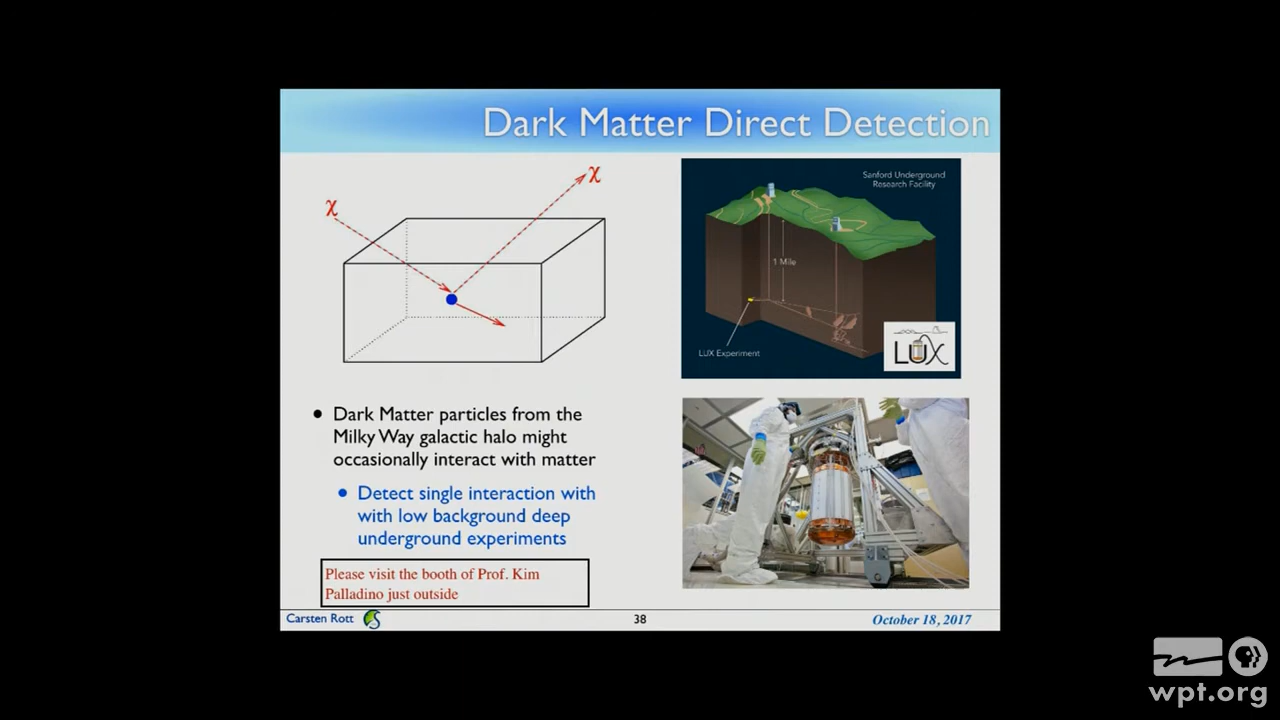 Dark Matter Direct Detection
χ
χ
Sanford Underground
Research Facility
1 Mile
LUX Experiment
LUX
• Dark Matter particles from the
Milky Way galactic halo might
occasionally interact with matter
• Detect single interaction with
with low background deep
underground experiments
Please visit the booth of Prof. Kim
Palladino just outside
Carsten Rott
38
October 18, 2017
wpt.org